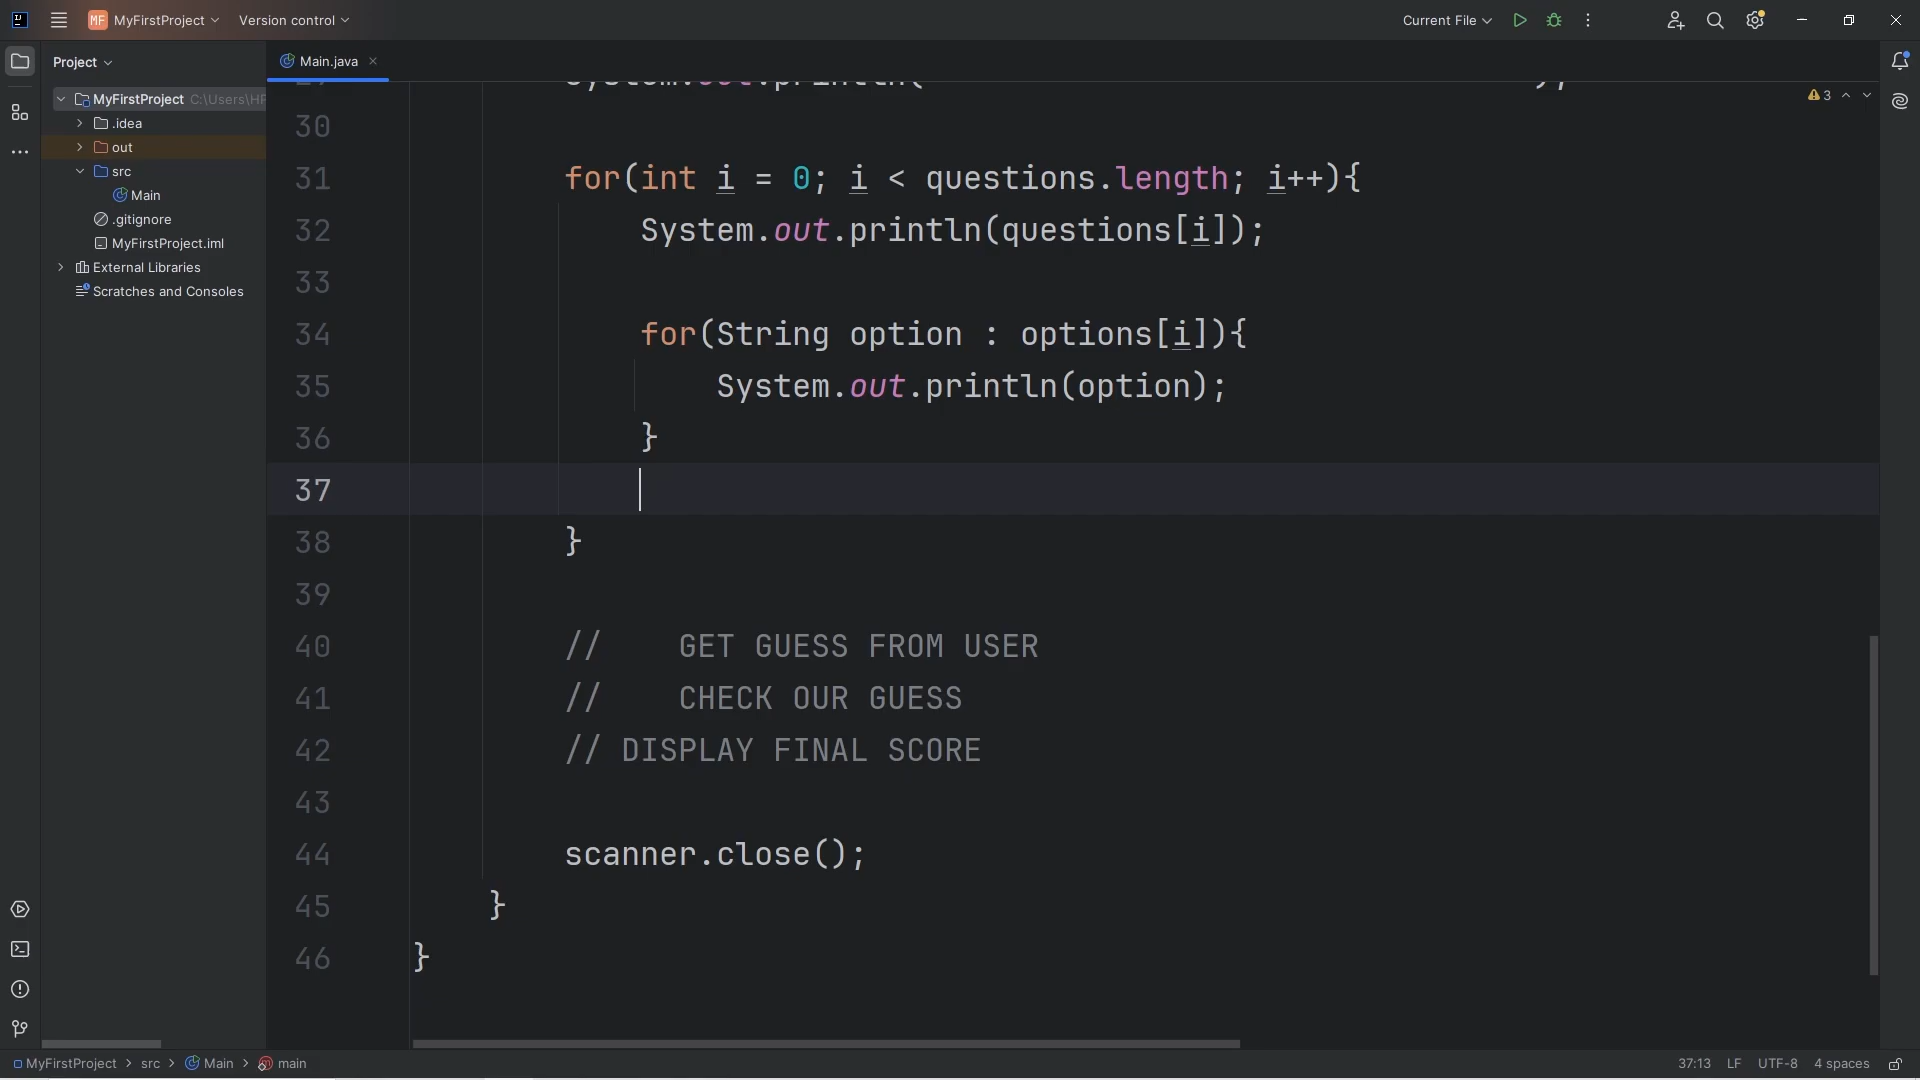 MF MyFirstProject Version control Current File
Project
Main.java
MyFirstProject C:\Users\HP
.idea
out
src
Main
.gitignore
MyFirstProject.iml
External Libraries
Scratches and Consoles
3
30
31 for(int i = 0; i < questions.length; i++){
32 System.out.println(questions[i]);
33
34 for(String option : options[i]){
35 System.out.println(option);
36 }
37
38 }
39
40 //    GET GUESS FROM USER
41 //    CHECK OUR GUESS
42 // DISPLAY FINAL SCORE
43
44 scanner.close();
45 }
46 }
MyFirstProject > src > Main > main 37:13 LF UTF-8 4 spaces